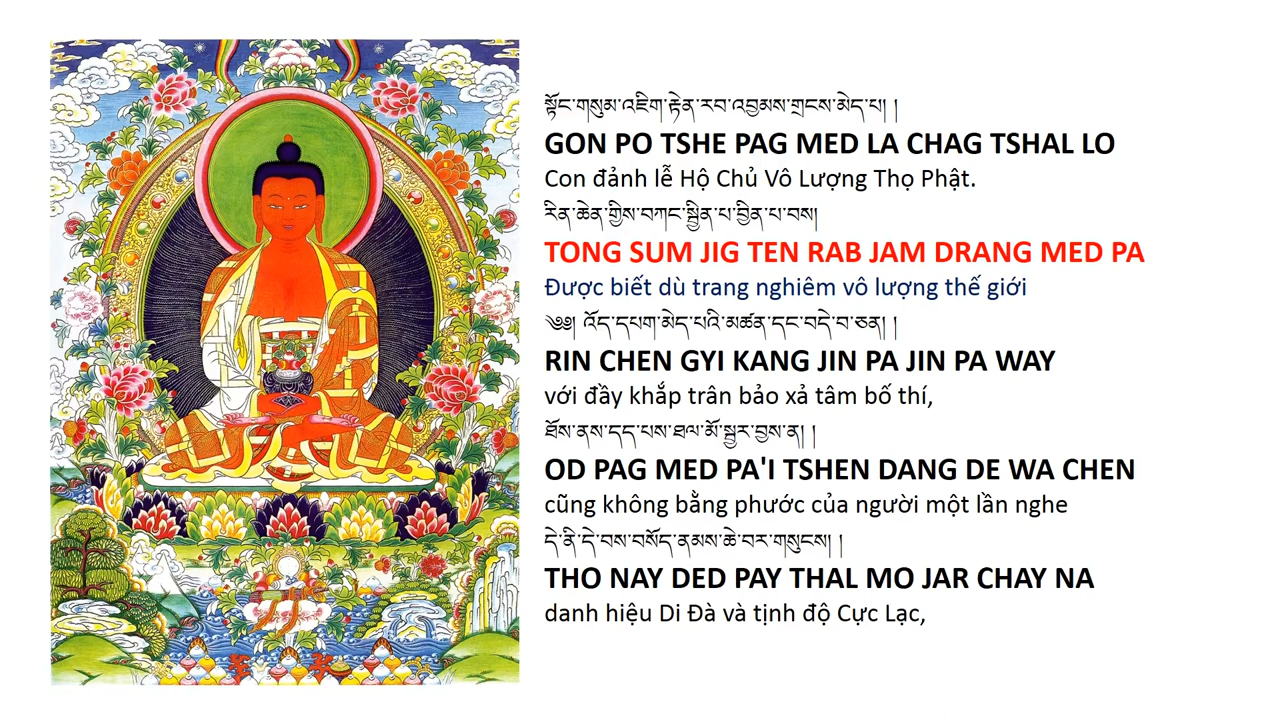 སྟོང་གསུམ་འཇིག་རྟེན་རབ་འབྱམས་གྲངས་མེད་པ། །
GON PO TSHE PAG MED LA CHAG TSHAL LO
Con đảnh lễ Hộ Chủ Vô Lượng Thọ Phật.
རིན་ཆེན་གྱིས་བཀང་སྦྱིན་པ་བྱིན་པ་བས།
TONG SUM JIG TEN RAB JAM DRANG MED PA
Được biết dù trang nghiêm vô lượng thế giới
༄༅། འོད་དཔག་མེད་པའི་མཚན་དང་བདེ་བ་ཅན། །
RIN CHEN GYI KANG JIN PA JIN PA WAY
với đầy khắp trân bảo xả tâm bố thí,
ཐོས་ནས་དད་པས་ཐལ་མོ་སྦྱར་བྱས་ན། །
OD PAG MED PA'I TSHEN DANG DE WA CHEN
cũng không bằng phước của người một lần nghe
དེ་ནི་དེ་བས་བསོད་ནམས་ཆེ་བར་གསུངས། །
THO NAY DED PAY THAL MO JAR CHAY NA
danh hiệu Di Đà và tịnh độ Cực Lạc,